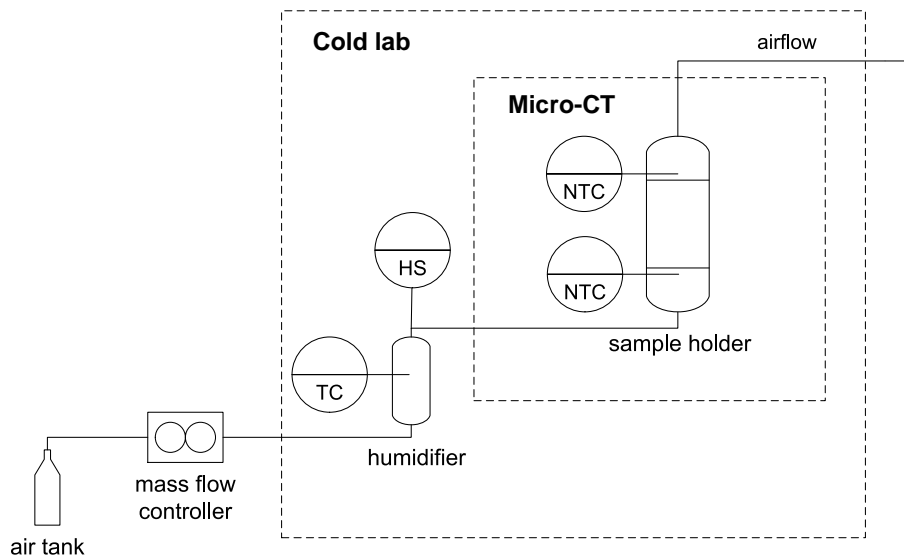 Cold lab
airflow
Micro-CT
NTC
HS
NTC
sample holder
TC
humidifier
mass flow
controller
air tank